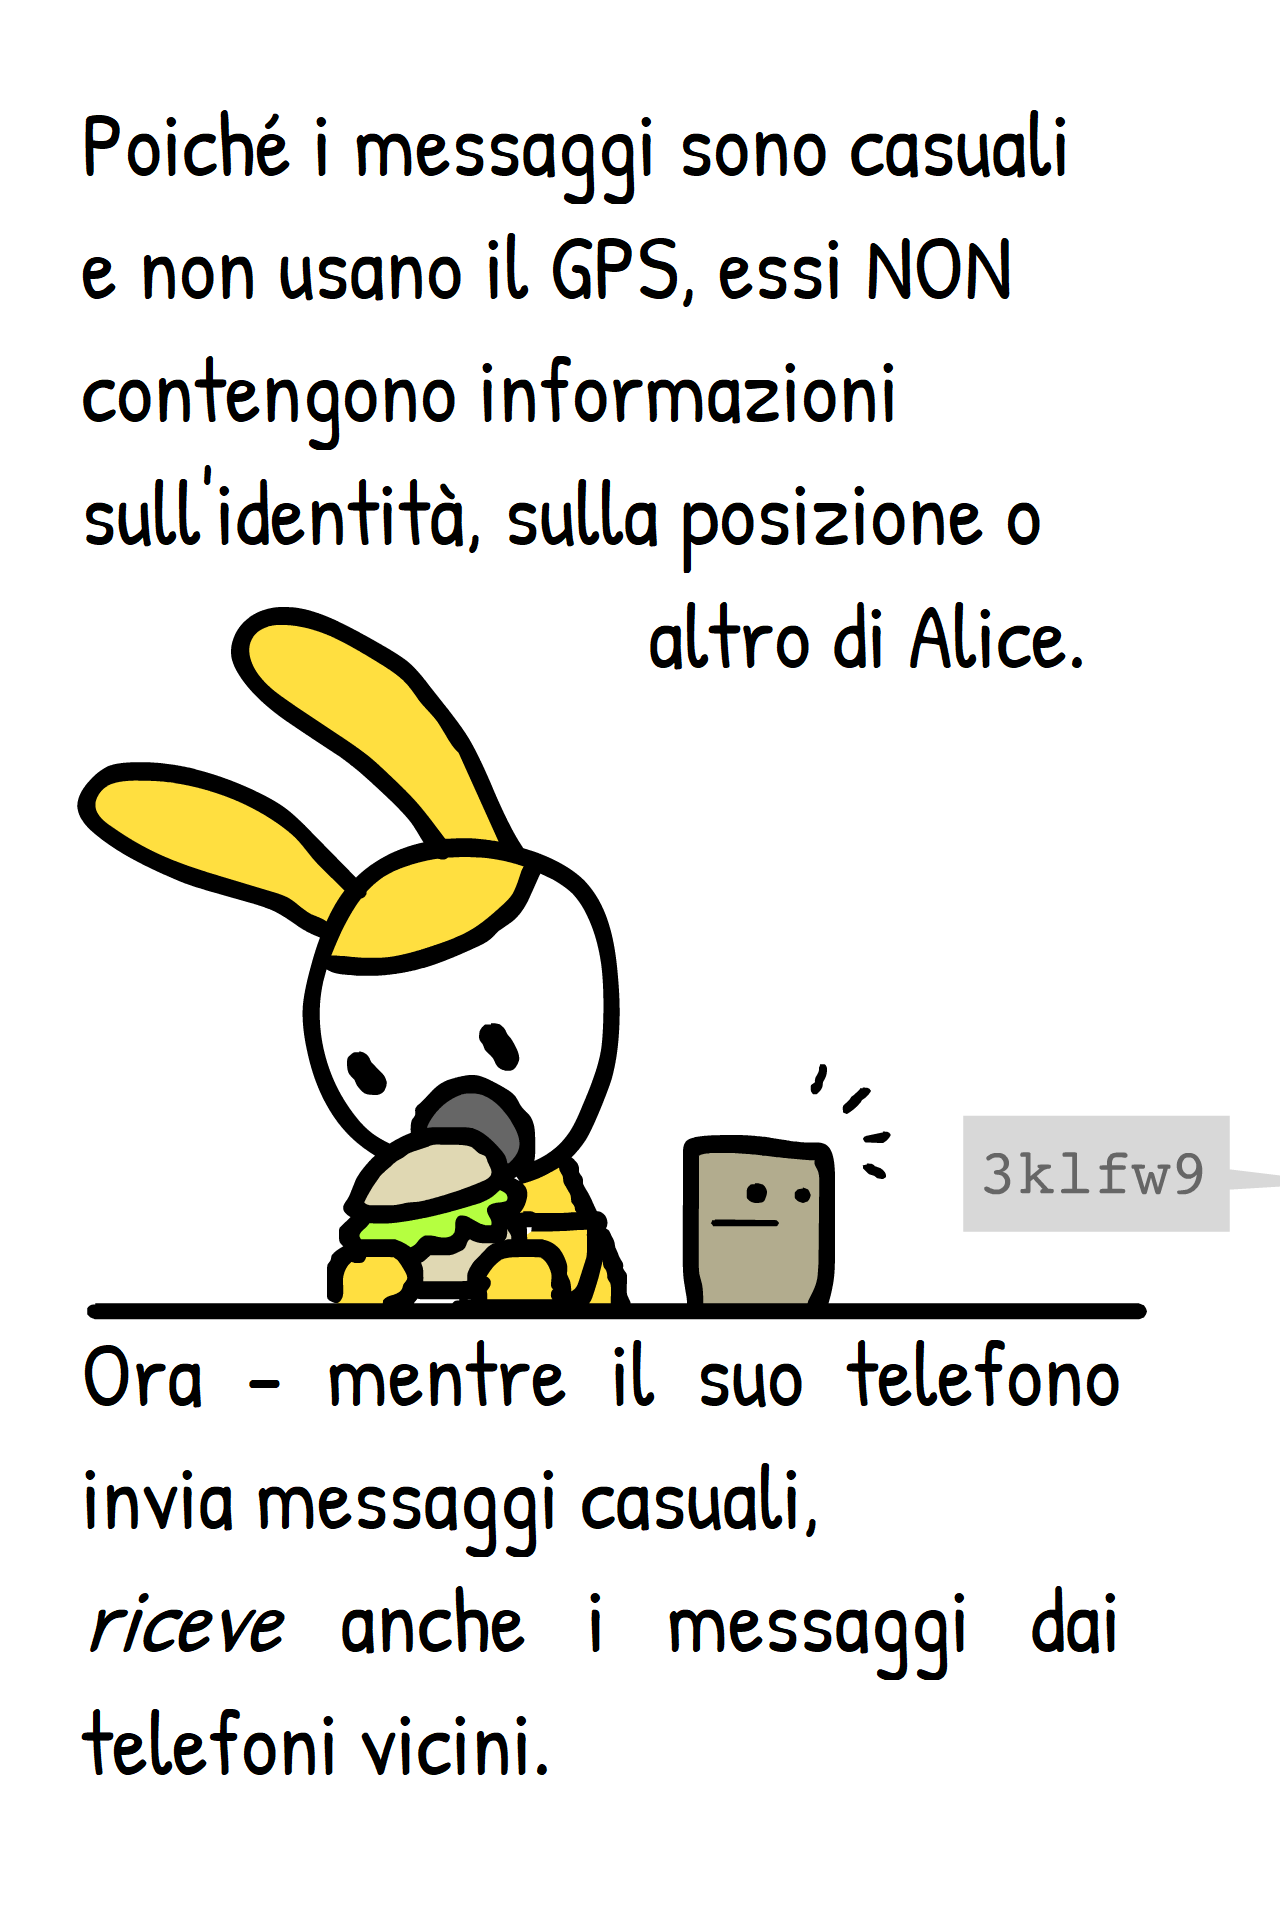 Poiché i messaggi sono casuali
e non usano il GPS, essi NON
contengono informazioni
sull'identità, sulla posizione o
altro di Alice.
3klfw9
Ora - mentre il suo telefono
invia messaggi casuali,
riceve anche i messaggi dai
telefoni vicini.